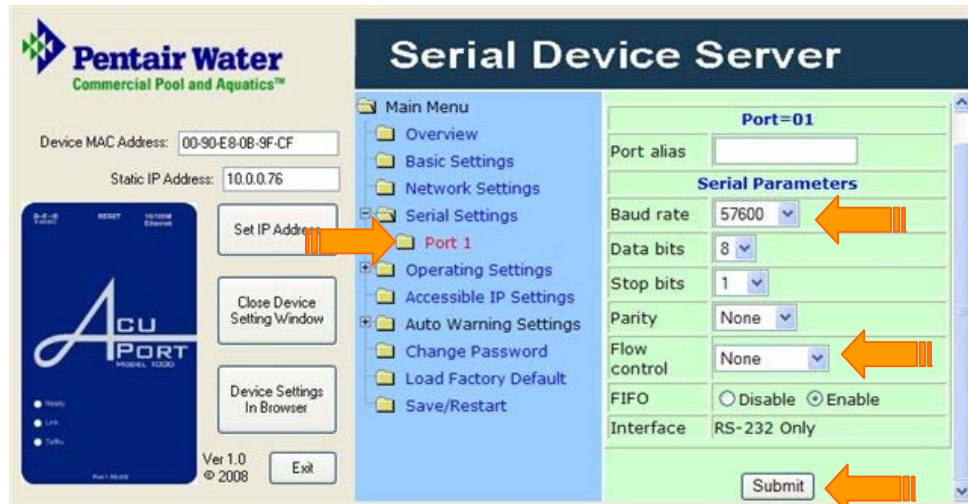 Pentair Water
Commercial Pool and Aquatics™
Device MAC Address: 00-90-E8-0B-9F-CF
Static IP Address: 10.0.0.76
RESET
10/100M
Ethernet
Set IP Address
Close Device
Setting Window
ACU
PORT
MODEL 1000
Device Settings
In Browser
Ready
Link
Ver 1.0
© 2008
Exit
Serial Device Server
Main Menu
Overview
Basic Settings
Network Settings
Serial Settings
Port 1
Operating Settings
Accessible IP Settings
Auto Warning Settings
Change Password
Load Factory Default
Save/Restart
Port=01
Port alias
Serial Parameters
Baud rate 57600
Data bits 8
Stop bits 1
Parity None
Flow
control None
FIFO Disable Enable
Interface RS-232 Only
Submit